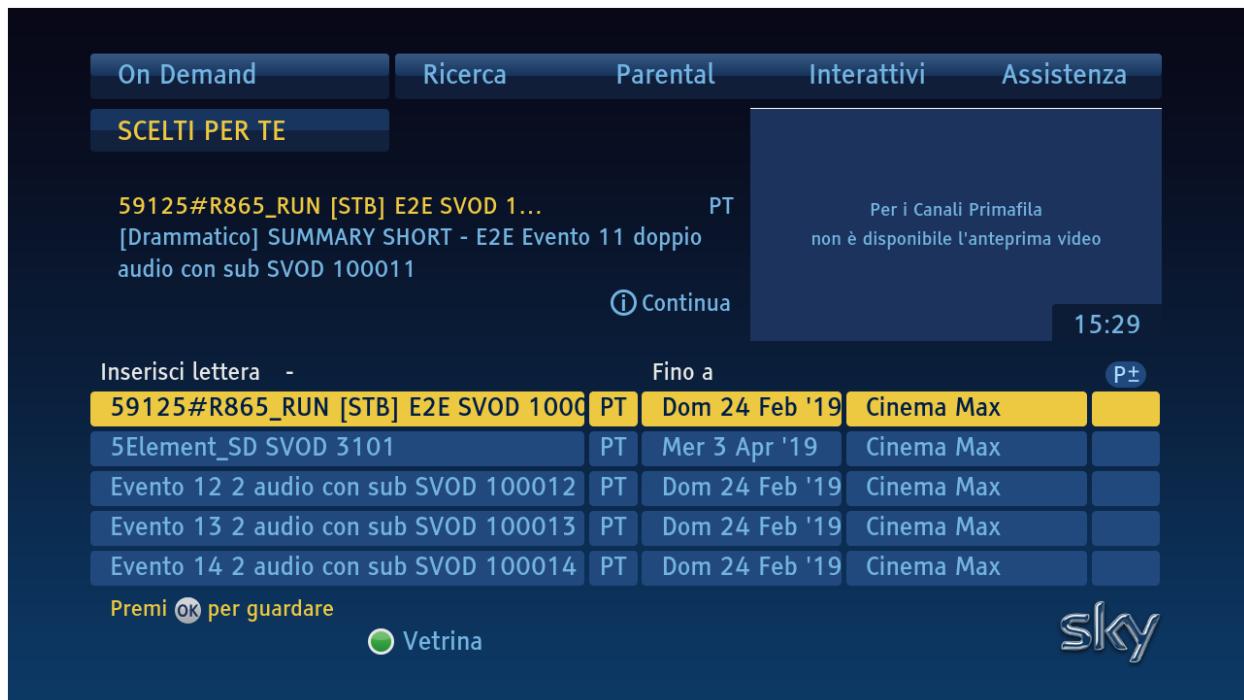 On Demand Ricerca Parental Interattivi Assistenza
SCELTI PER TE
59125#R865_RUN [STB] E2E SVOD 1... PT
[Drammatico] SUMMARY SHORT - E2E Evento 11 doppio
audio con sub SVOD 100011
i Continua
Per i Canali Primafila
non è disponibile l'anteprima video
15:29
Inserisci lettera - Fino a P±
59125#R865_RUN [STB] E2E SVOD 1000 PT Dom 24 Feb '19 Cinema Max
5Element_SD SVOD 3101 PT Mer 3 Apr '19 Cinema Max
Evento 12 2 audio con sub SVOD 100012 PT Dom 24 Feb '19 Cinema Max
Evento 13 2 audio con sub SVOD 100013 PT Dom 24 Feb '19 Cinema Max
Evento 14 2 audio con sub SVOD 100014 PT Dom 24 Feb '19 Cinema Max
Premi OK per guardare
Vetrina
sky